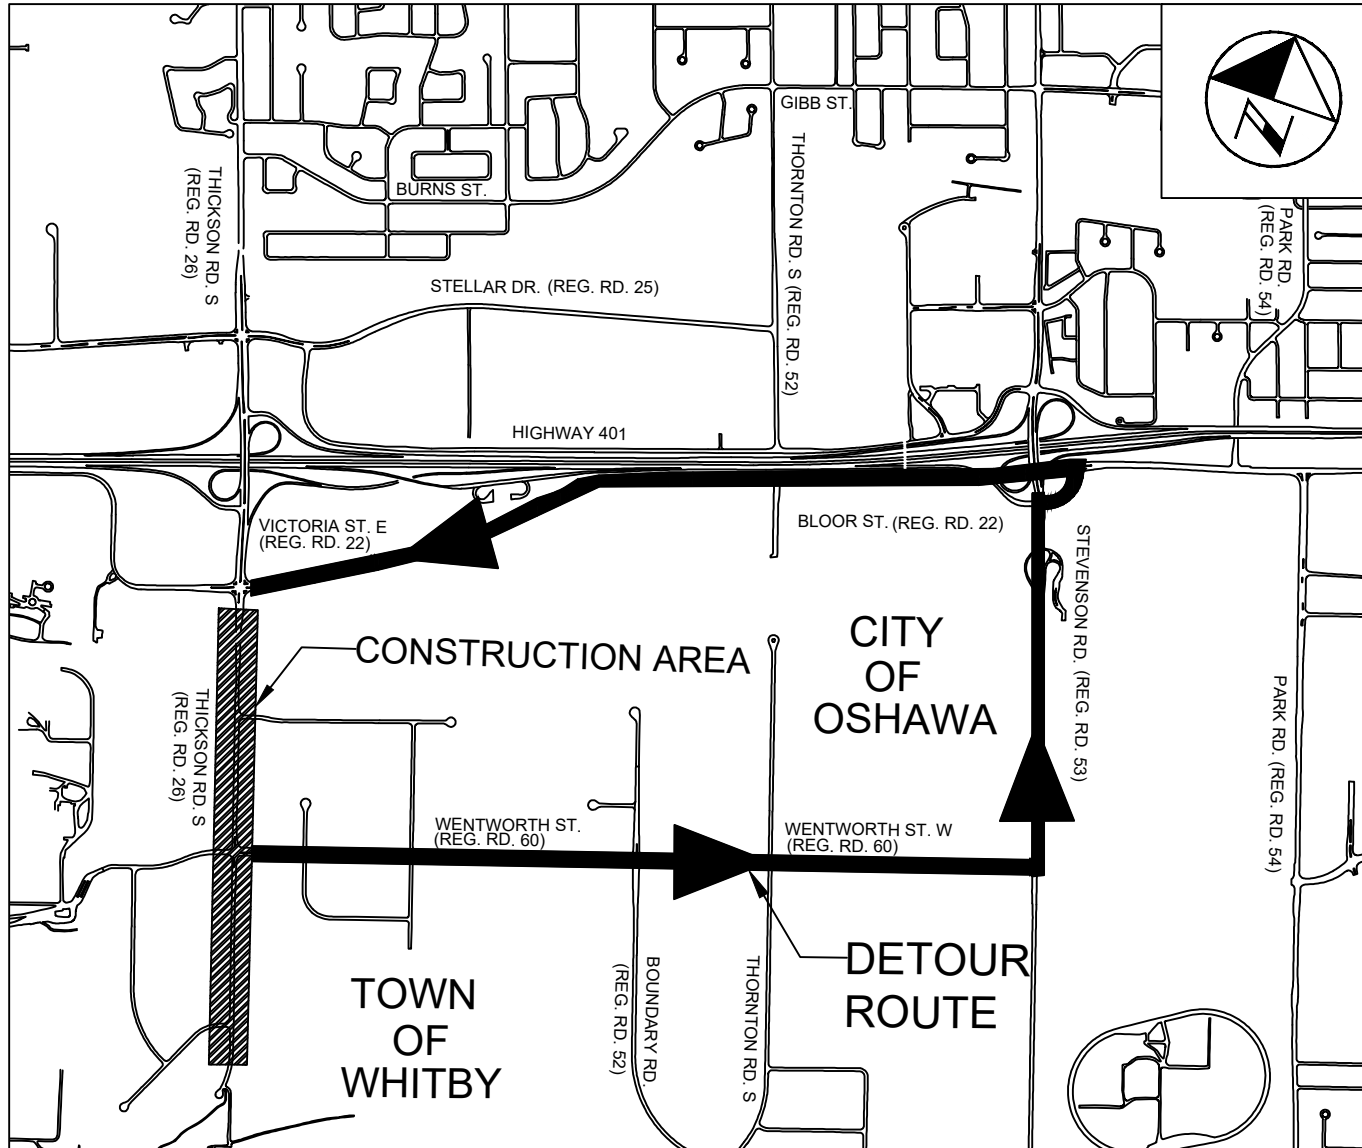 GIBB ST.
THORNTON RD. S (REG. RD. 52)
THICKSON RD. S
(REG. RD. 26)
BURNS ST.
PARK RD.
(REG. RD. 54)
STELLAR DR. (REG. RD. 25)
HIGHWAY 401
VICTORIA ST. E
(REG. RD. 22)
BLOOR ST. (REG. RD. 22)
STEVENSON RD. (REG. RD. 53)
CONSTRUCTION AREA
CITY
OF
OSHAWA
THICKSON RD. S
(REG. RD. 26)
PARK RD. (REG. RD. 54)
WENTWORTH ST.
(REG. RD. 60)
WENTWORTH ST. W
(REG. RD. 60)
DETOUR
ROUTE
TOWN
OF
WHITBY
BOUNDARY RD.
(REG. RD. 52)
THORNTON RD. S
N